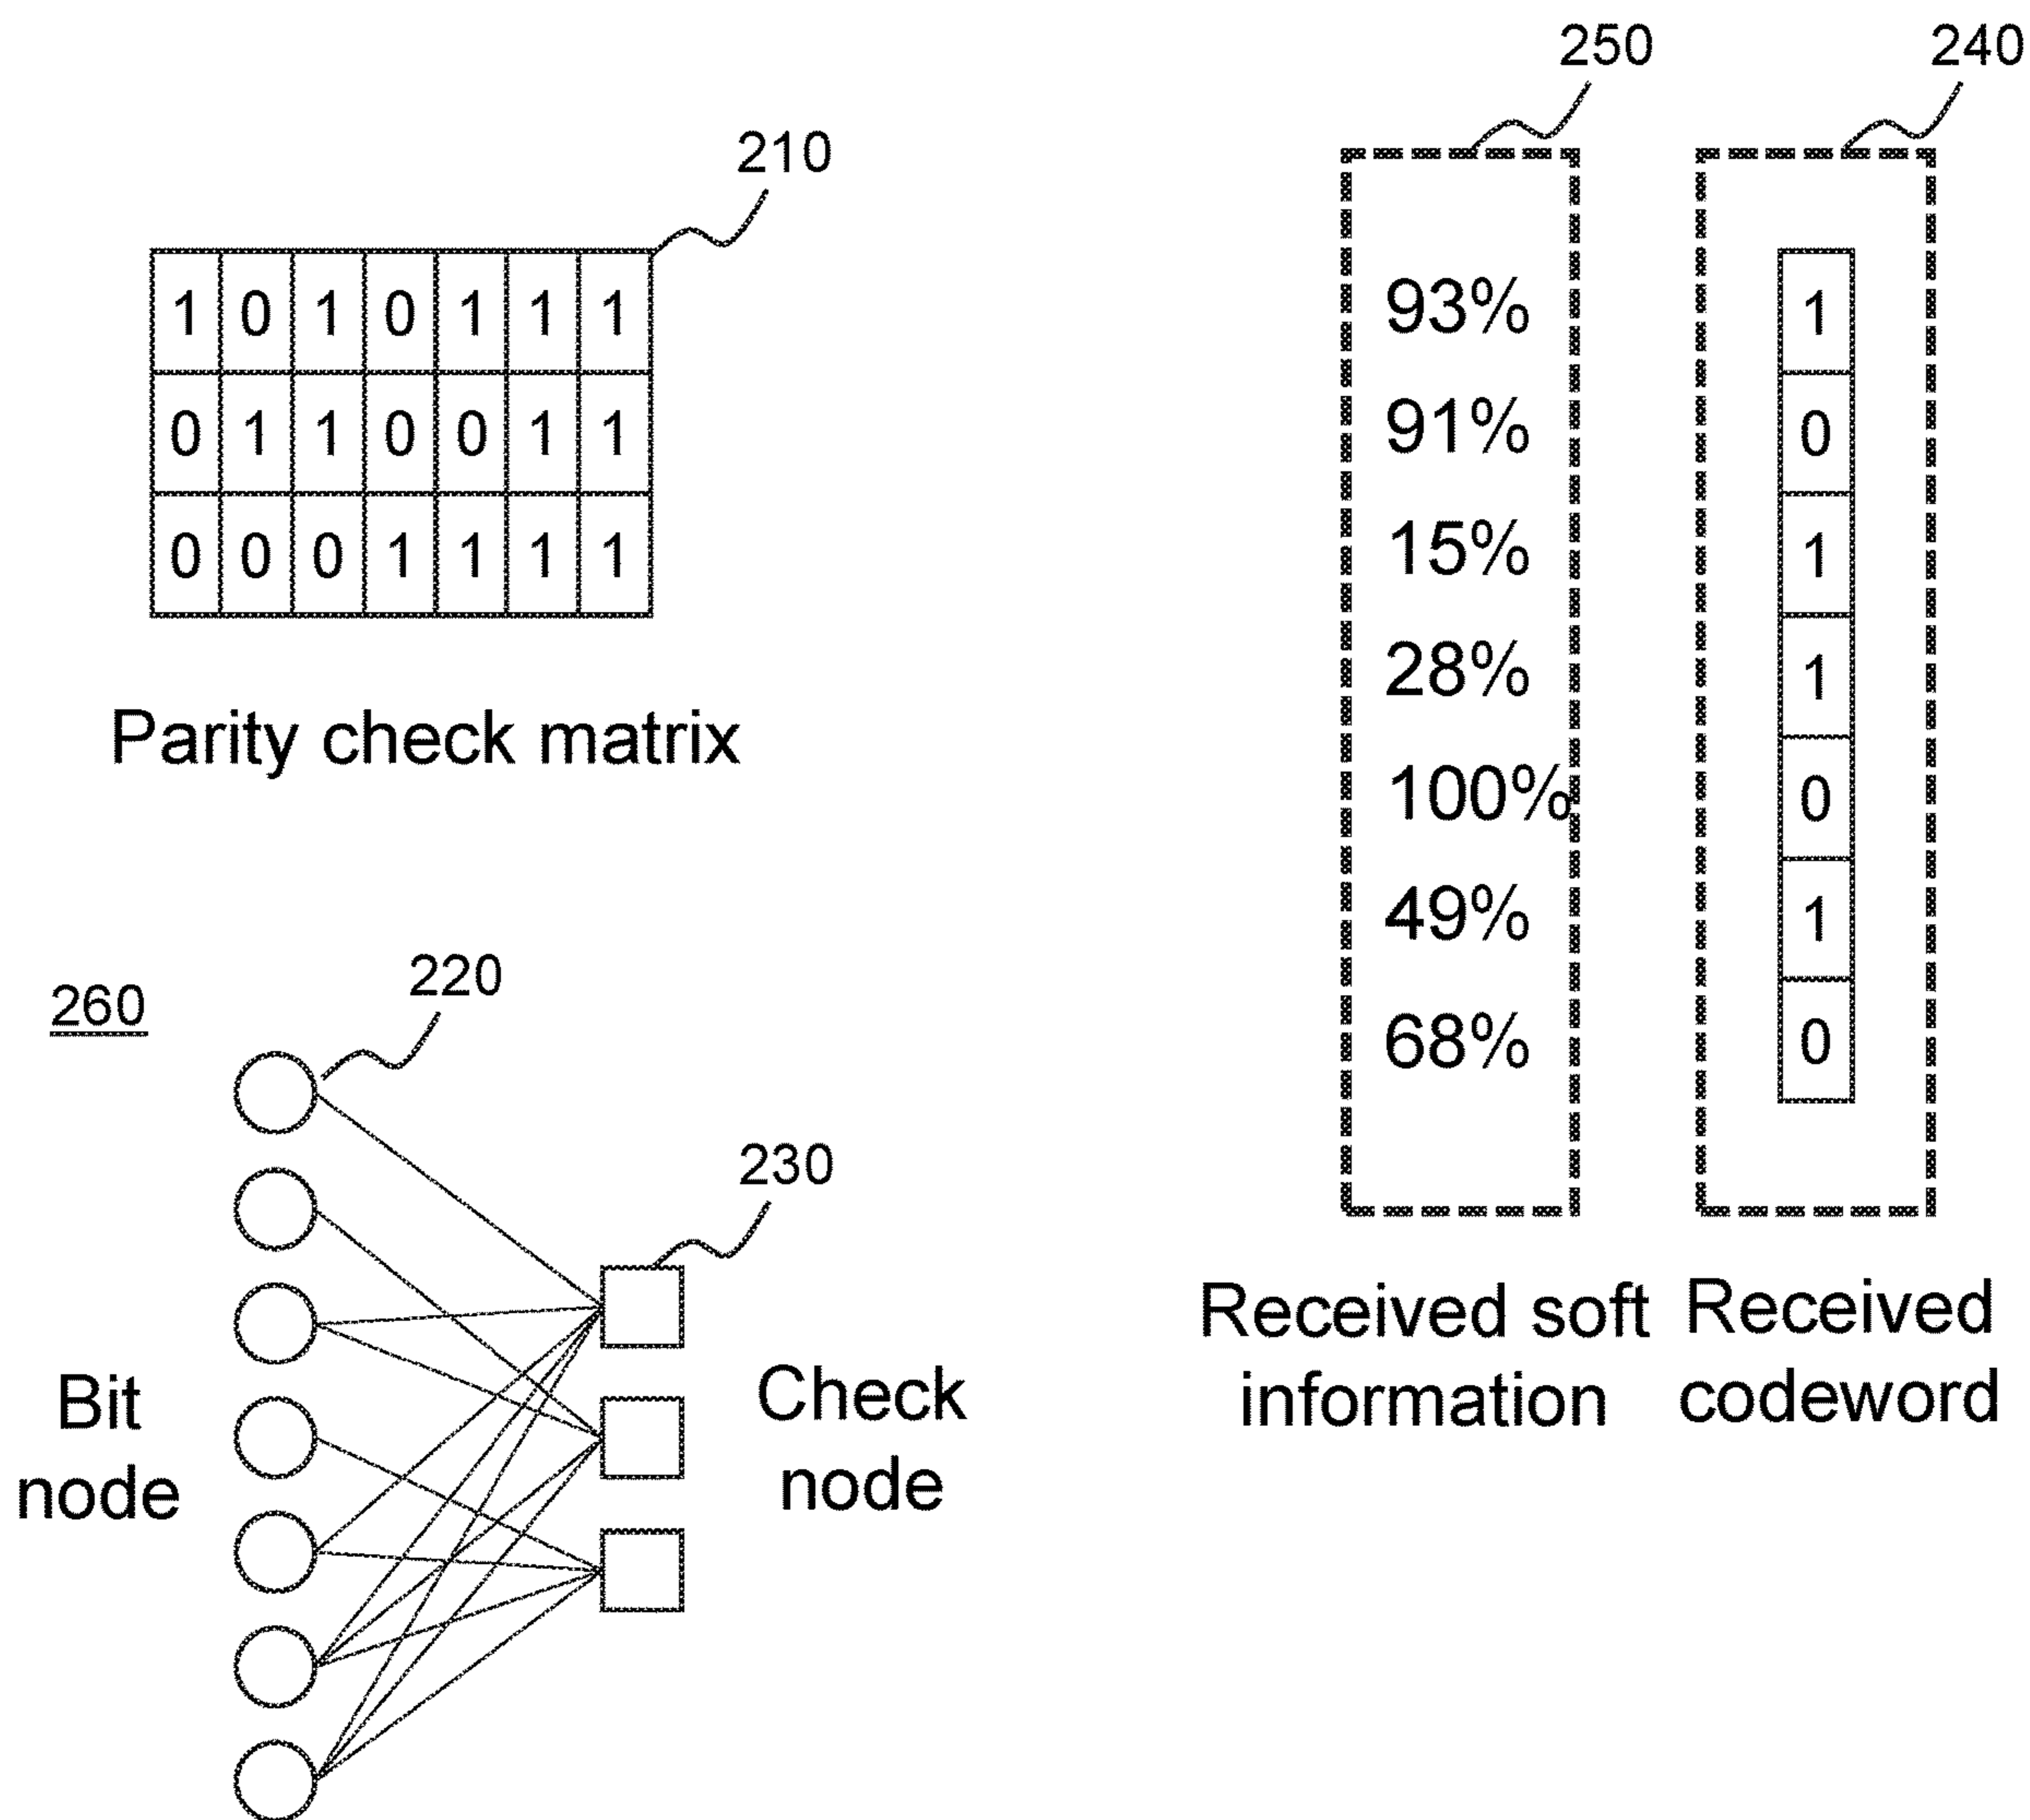 210
1 0 1 0 1 1 1
0 1 1 0 0 1 1
0 0 0 1 1 1 1
Parity check matrix
260
220
230
Bit
node
Check
node
250
93%
91%
15%
28%
100%
49%
68%
Received soft
information
240
1
0
1
1
0
1
0
Received
codeword